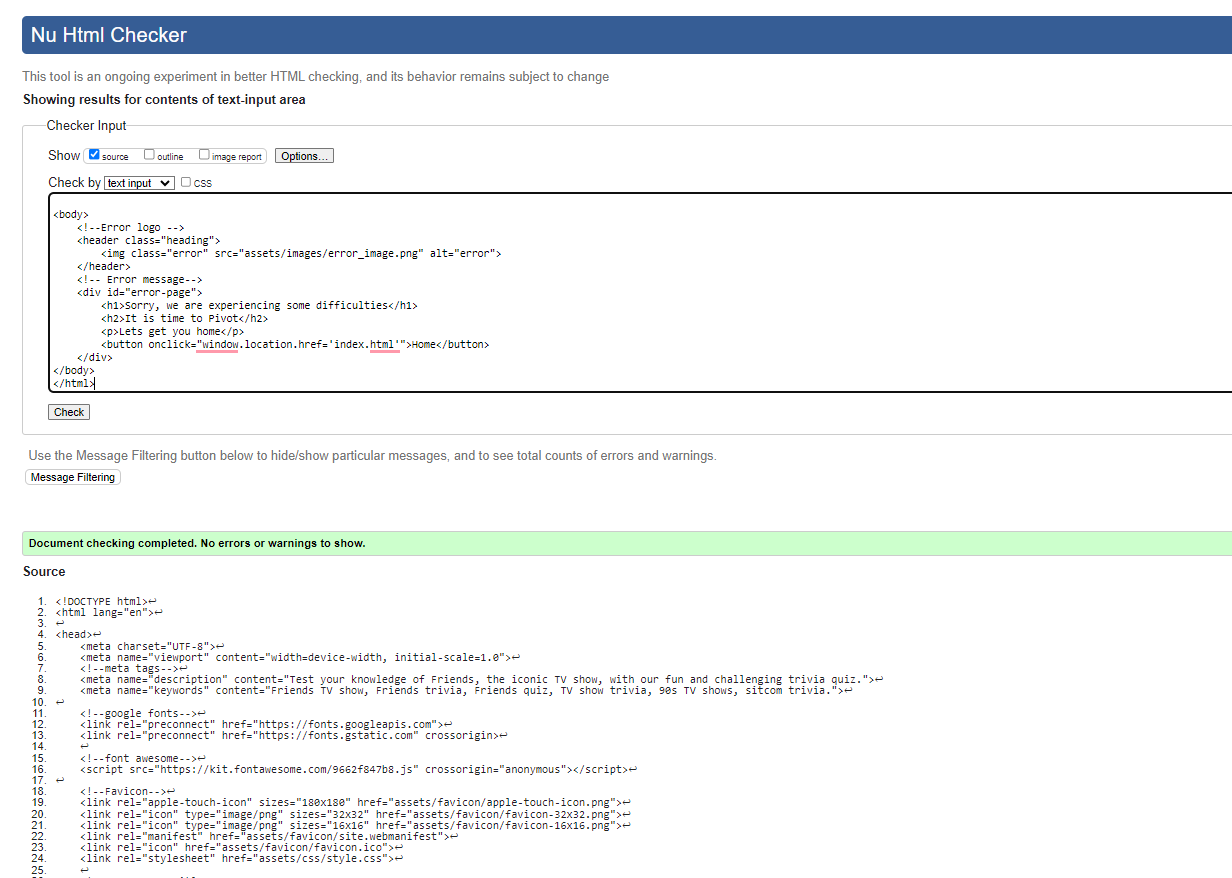 Nu Html Checker
This tool is an ongoing experiment in better HTML checking, and its behavior remains subject to change
Showing results for contents of text-input area
Checker Input
Show source outline image report Options...
Check by text input CSS
<body>
    <!--Error logo -->
    <header class="heading">
        <img class="error" src="assets/images/error_image.png" alt="error">
    </header>
    <!-- Error message-->
    <div id="error-page">
        <h1>Sorry, we are experiencing some difficulties</h1>
        <h2>It is time to Pivot</h2>
        <p>Lets get you home</p>
        <button onclick="window.location.href='index.html'">Home</button>
    </div>
</body>
</html>
Check
Use the Message Filtering button below to hide/show particular messages, and to see total counts of errors and warnings.
Message Filtering
Document checking completed. No errors or warnings to show.
Source
1. <!DOCTYPE html>↩
2. <html lang="en">↩
3. ↩
4. <head>↩
5.     <meta charset="UTF-8">↩
6.     <meta name="viewport" content="width=device-width, initial-scale=1.0">↩
7.     <!--meta tags-->↩
8.     <meta name="description" content="Test your knowledge of Friends, the iconic TV show, with our fun and challenging trivia quiz.">↩
9.     <meta name="keywords" content="Friends TV show, Friends trivia, Friends quiz, TV show trivia, 90s TV shows, sitcom trivia.">↩
10. ↩
11.     <!--google fonts-->↩
12.     <link rel="preconnect" href="https://fonts.googleapis.com">↩
13.     <link rel="preconnect" href="https://fonts.gstatic.com" crossorigin>↩
14.     ↩
15.     <!--font awesome-->↩
16.     <script src="https://kit.fontawesome.com/9662f847b8.js" crossorigin="anonymous"></script>↩
17. ↩
18.     <!--Favicon-->↩
19.     <link rel="apple-touch-icon" sizes="180x180" href="assets/favicon/apple-touch-icon.png">↩
20.     <link rel="icon" type="image/png" sizes="32x32" href="assets/favicon/favicon-32x32.png">↩
21.     <link rel="icon" type="image/png" sizes="16x16" href="assets/favicon/favicon-16x16.png">↩
22.     <link rel="manifest" href="assets/favicon/site.webmanifest">↩
23.     <link rel="icon" href="assets/favicon/favicon.ico">↩
24.     <link rel="stylesheet" href="assets/css/style.css">↩
25.     ↩